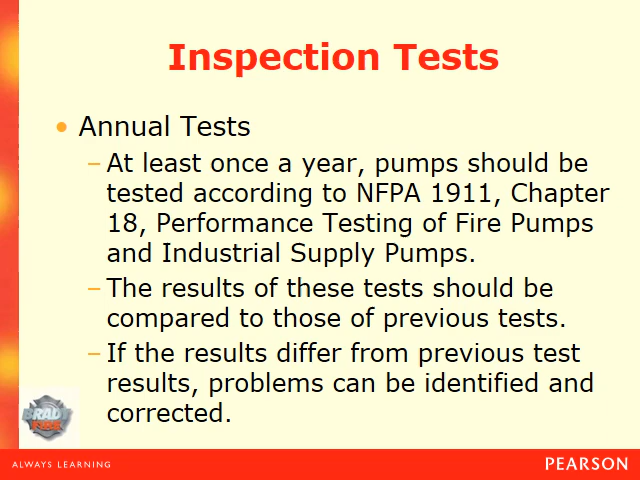 Inspection Tests
• Annual Tests
– At least once a year, pumps should be
tested according to NFPA 1911, Chapter
18, Performance Testing of Fire Pumps
and Industrial Supply Pumps.
– The results of these tests should be
compared to those of previous tests.
– If the results differ from previous test
results, problems can be identified and
corrected.
BRADY
FIRE
ALWAYS LEARNING
PEARSON